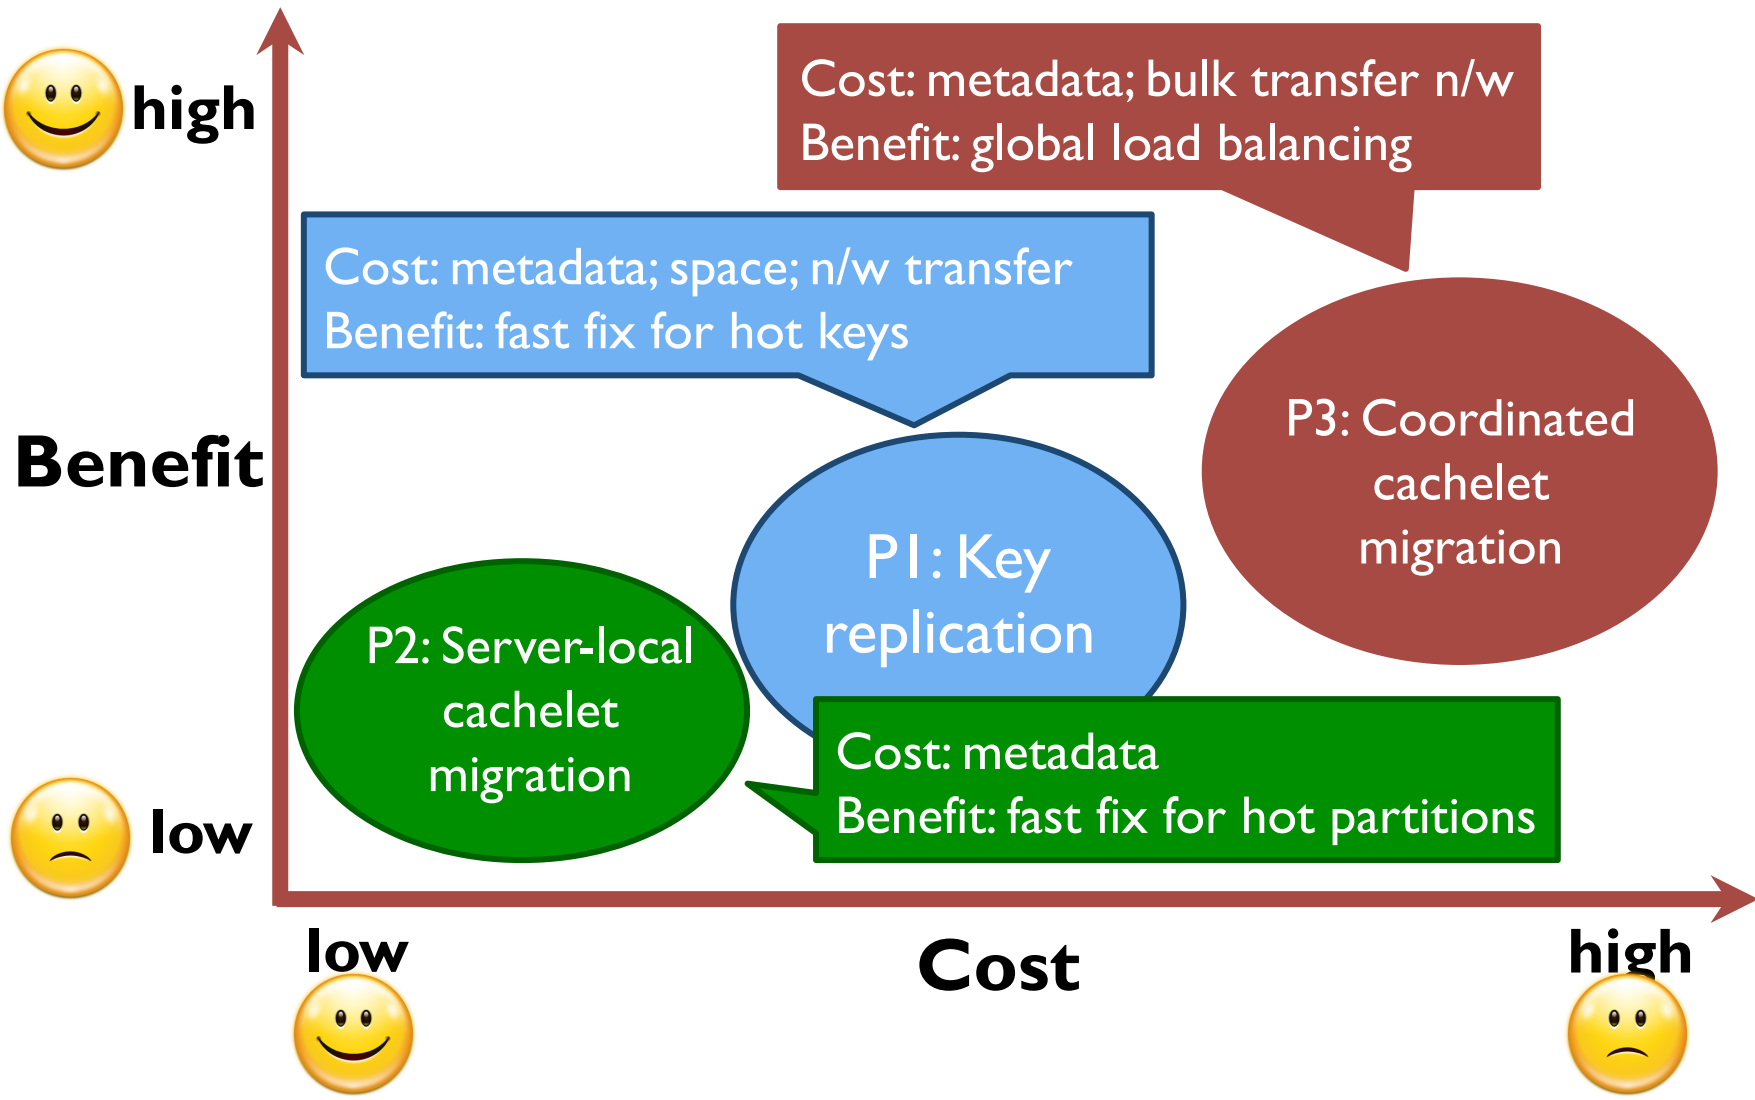 Cost: metadata; bulk transfer n/w
Benefit: global load balancing
high
Cost: metadata; space; n/w transfer
Benefit: fast fix for hot keys
Benefit
P3: Coordinated
cachelet
migration
P1: Key
replication
P2: Server-local
cachelet
migration
Cost: metadata
Benefit: fast fix for hot partitions
low
low
Cost
high